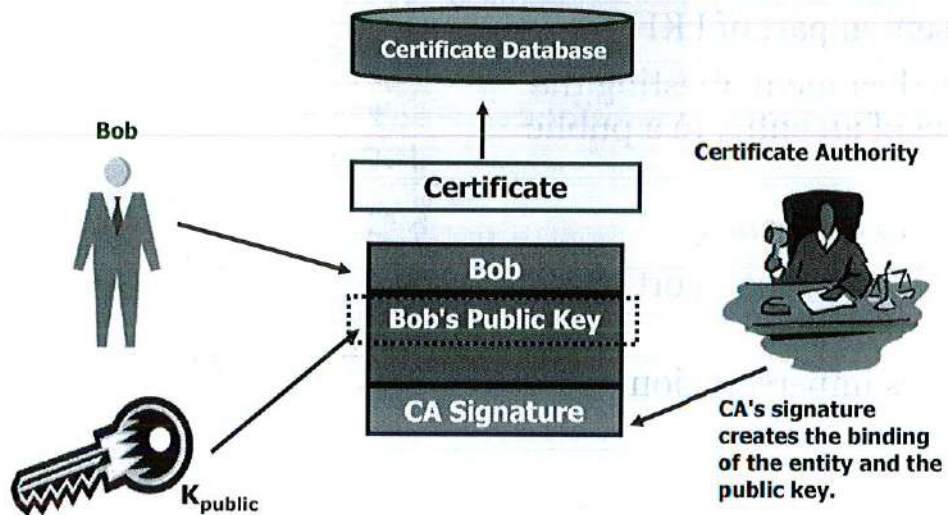 Certificate Database
Bob
Certificate
Certificate Authority
Bob
Bob's Public Key
CA Signature
K public
CA's signature
creates the binding
of the entity and the
public key.